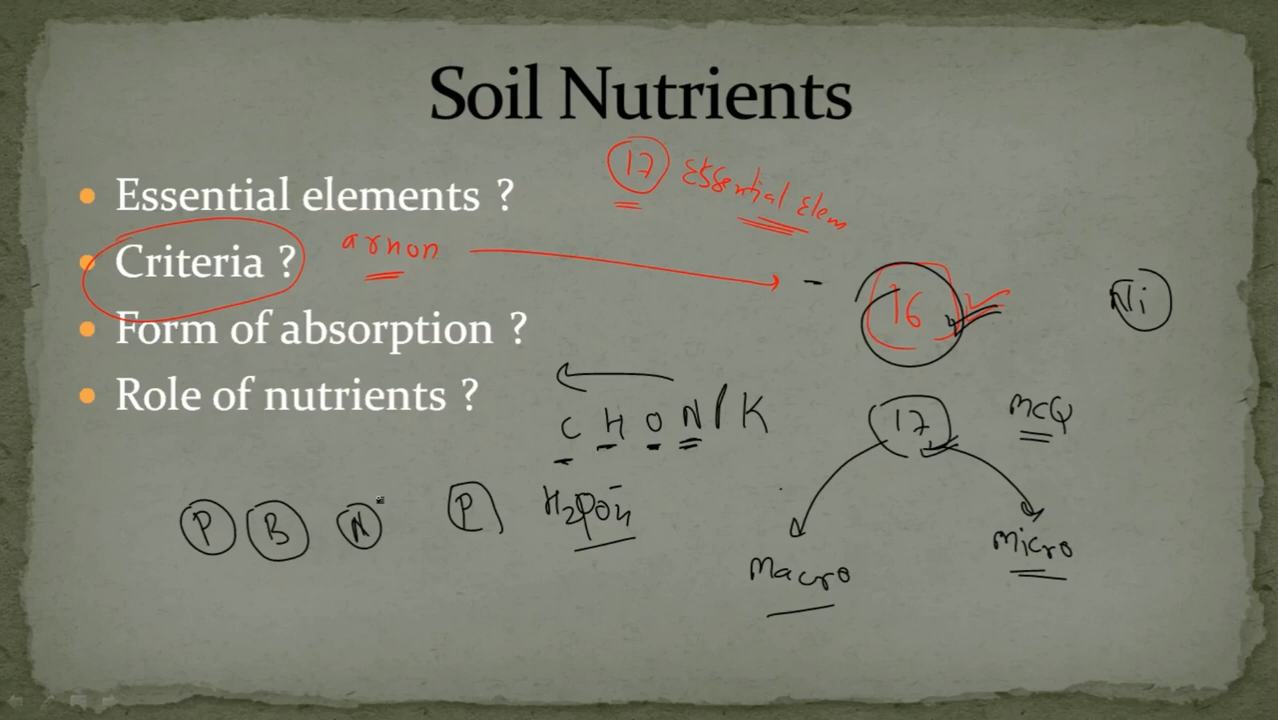 Soil Nutrients
17 Essential Elem
Essential elements ?
Criteria ?
arnon
- 16
Ni
Form of absorption ?
Role of nutrients ?
C H O N / K
17
MCQ
P B N
P
H2PO4-
Macro
Micro